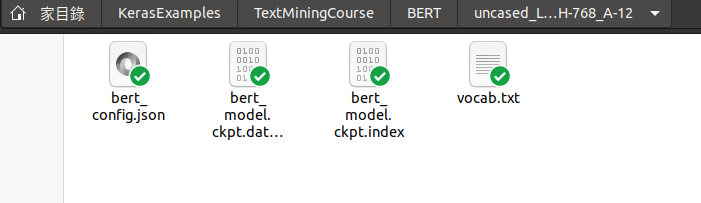 家目錄 KerasExamples TextMiningCourse BERT uncased_L...H-768_A-12
bert_
config.json
bert_
model.
ckpt.dat...
bert_
model.
ckpt.index
vocab.txt